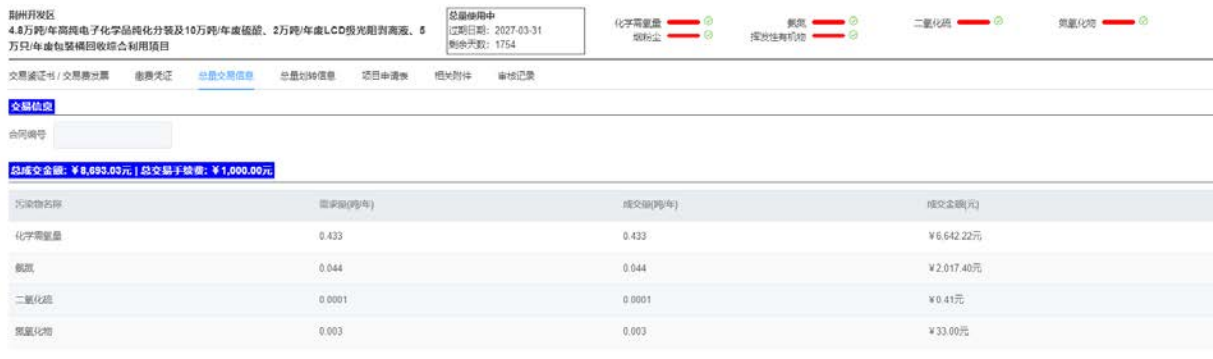 荆州开发区
4.8万吨/年高纯电子化学品纯化分装及10万吨/年废硫酸、2万吨/年废LCD级光阻剥离液、5
万只/年废包装桶回收综合利用项目
总量使用中
过期日期: 2027-03-31
剩余天数: 1754
化学需氧量
氨氮
二氧化硫
氮氧化物
烟粉尘
挥发性有机物
交易鉴证书/交易费发票
缴费凭证
总量交易信息
总量划转信息
项目申请表
相关附件
审核记录
交易信息
合同编号
总成交金额: ¥8,693.03元 | 总交易手续费: ¥1,000.00元
污染物名称 需求量(吨/年) 成交量(吨/年) 成交金额(元)
化学需氧量 0.433 0.433 ¥6,642.22元
氨氮 0.044 0.044 ¥2,017.40元
二氧化硫 0.0001 0.0001 ¥0.41元
氮氧化物 0.003 0.003 ¥33.00元